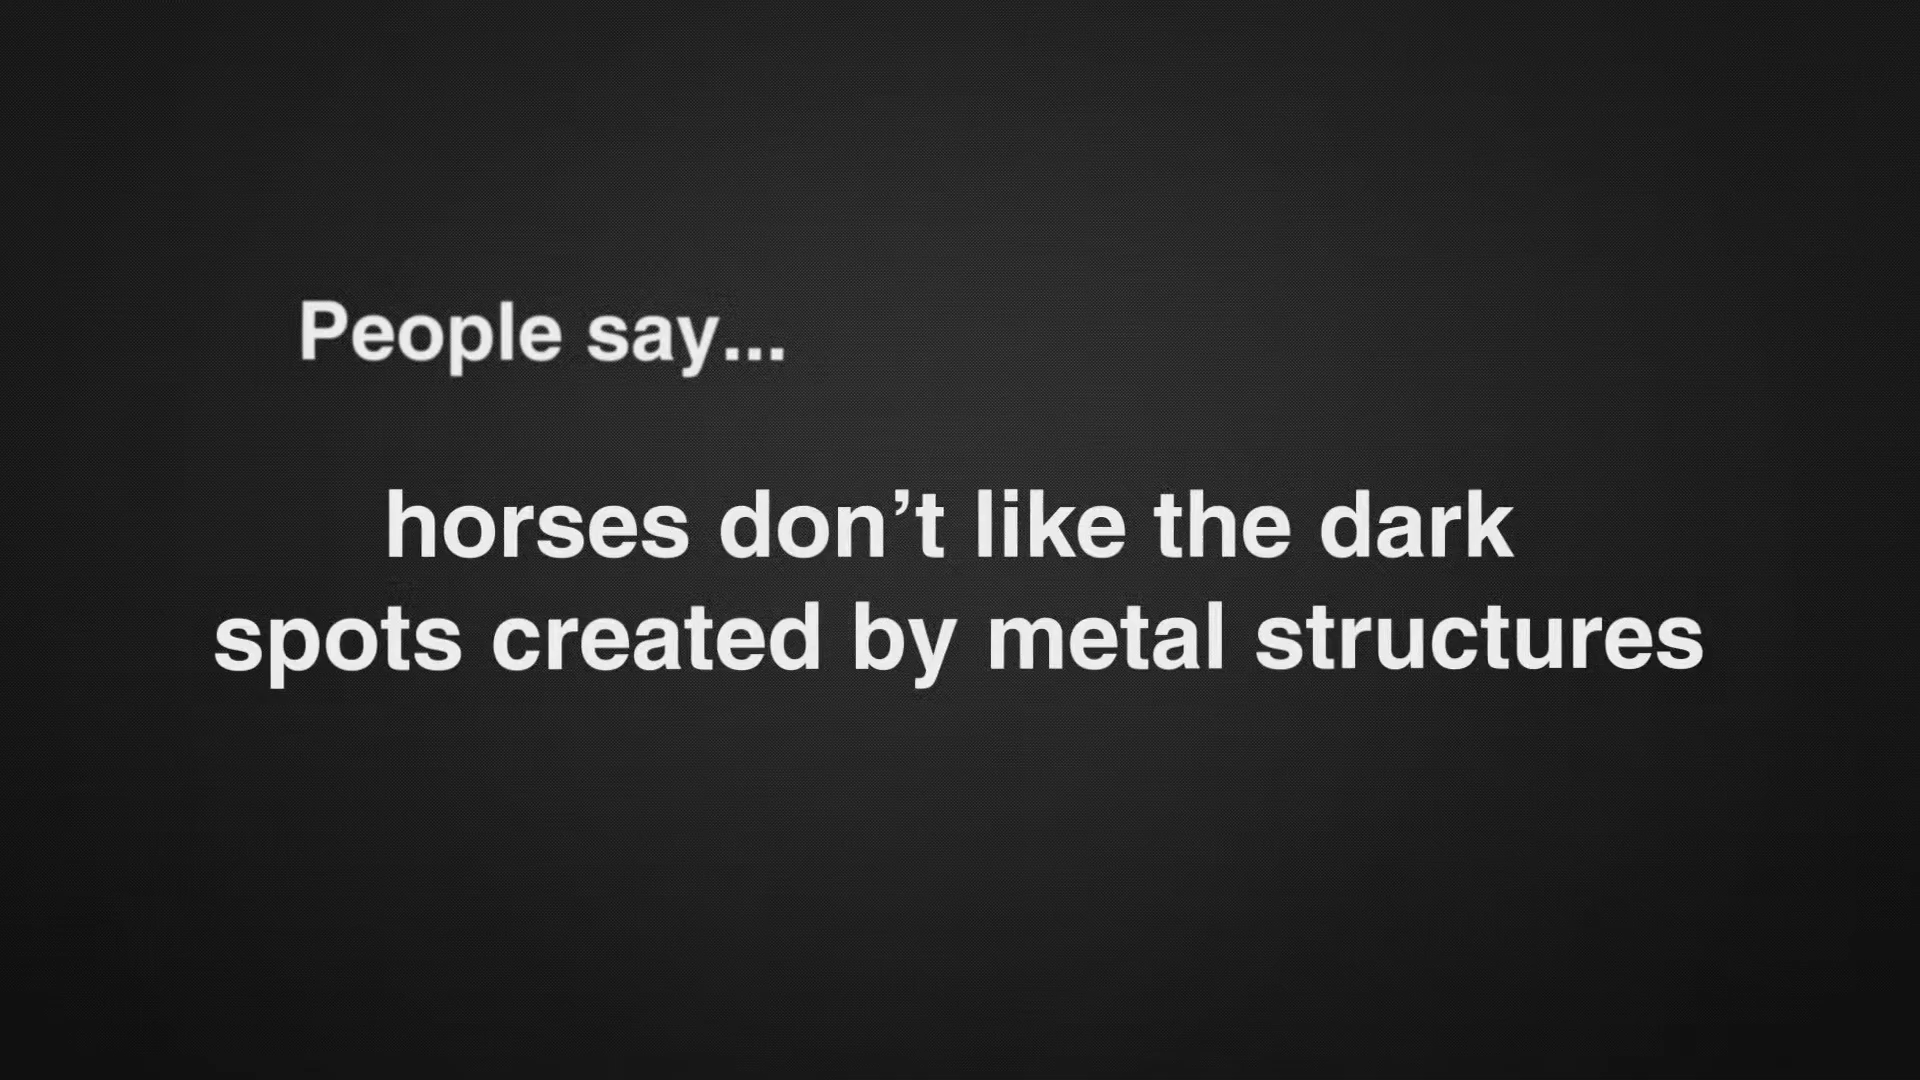 People say...
horses don’t like the dark
spots created by metal structures